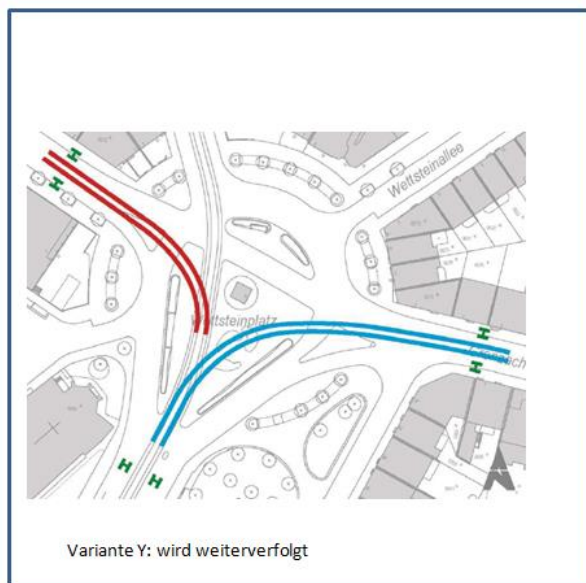 H
H
Wettsteinallee
Wettsteinplatz
H
H
H
H
Variante Y: wird weiterverfolgt